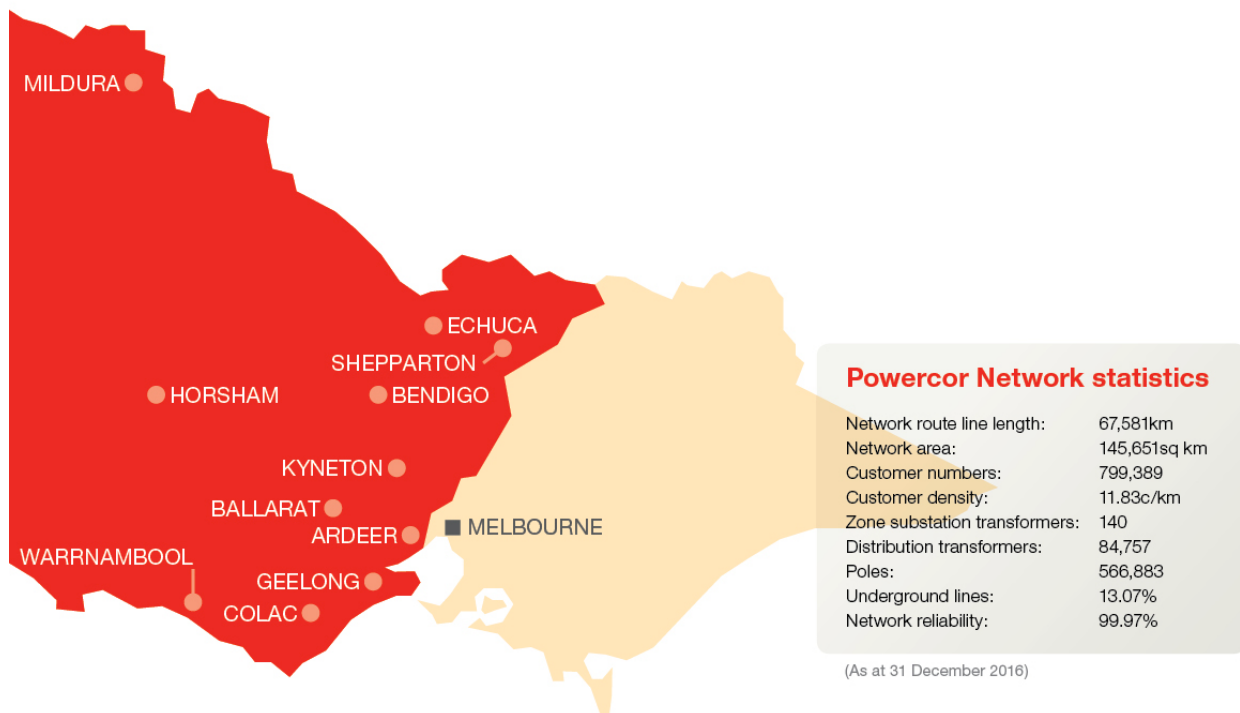 MILDURA
ECHUCA
SHEPPARTON
HORSHAM
BENDIGO
KYNETON
BALLARAT
ARDEER
MELBOURNE
WARRNAMBOOL
GEELONG
COLAC
Powercor Network statistics
Network route line length: 67,581km
Network area: 145,651sq km
Customer numbers: 799,389
Customer density: 11.83c/km
Zone substation transformers: 140
Distribution transformers: 84,757
Poles: 566,883
Underground lines: 13.07%
Network reliability: 99.97%
(As at 31 December 2016)